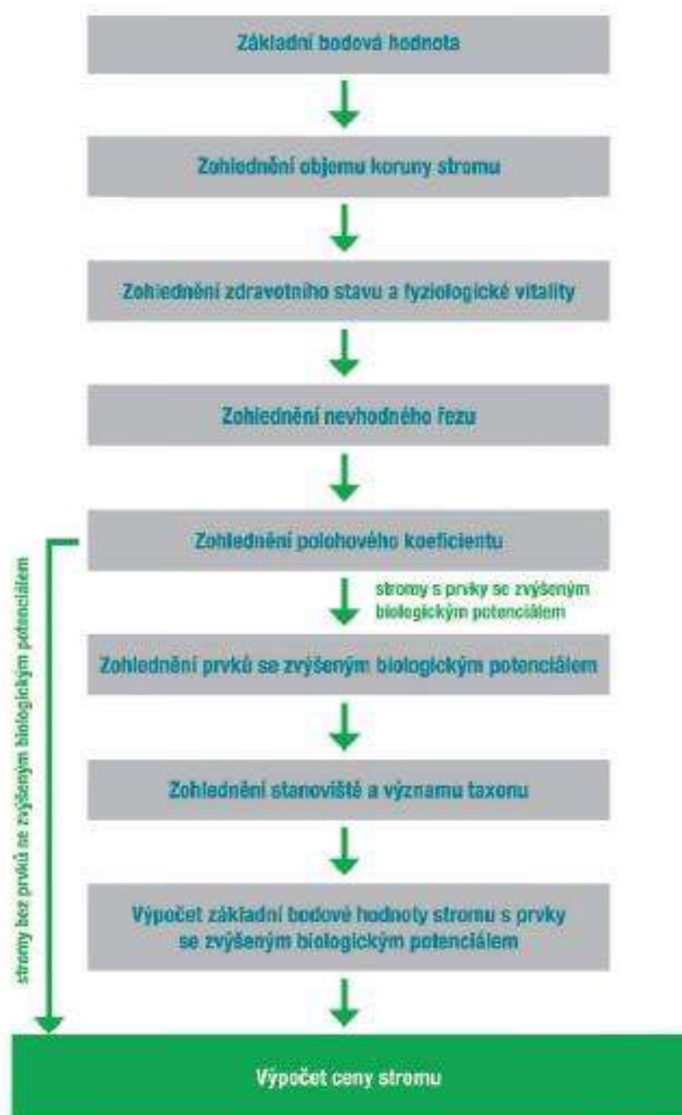 Základní bodová hodnota
Zohlednění objemu koruny stromu
Zohlednění zdravotního stavu a fyziologické vitality
Zohlednění nevhodného řezu
Zohlednění polohového koeficientu
stromy s prvky se zvýšeným
biologickým potenciálem
stromy bez prvků se zvýšeným biologickým potenciálem
Zohlednění prvků se zvýšeným biologickým potenciálem
Zohlednění stanoviště a významu taxonu
Výpočet základní bodové hodnoty stromu s prvky
se zvýšeným biologickým potenciálem
Výpočet ceny stromu